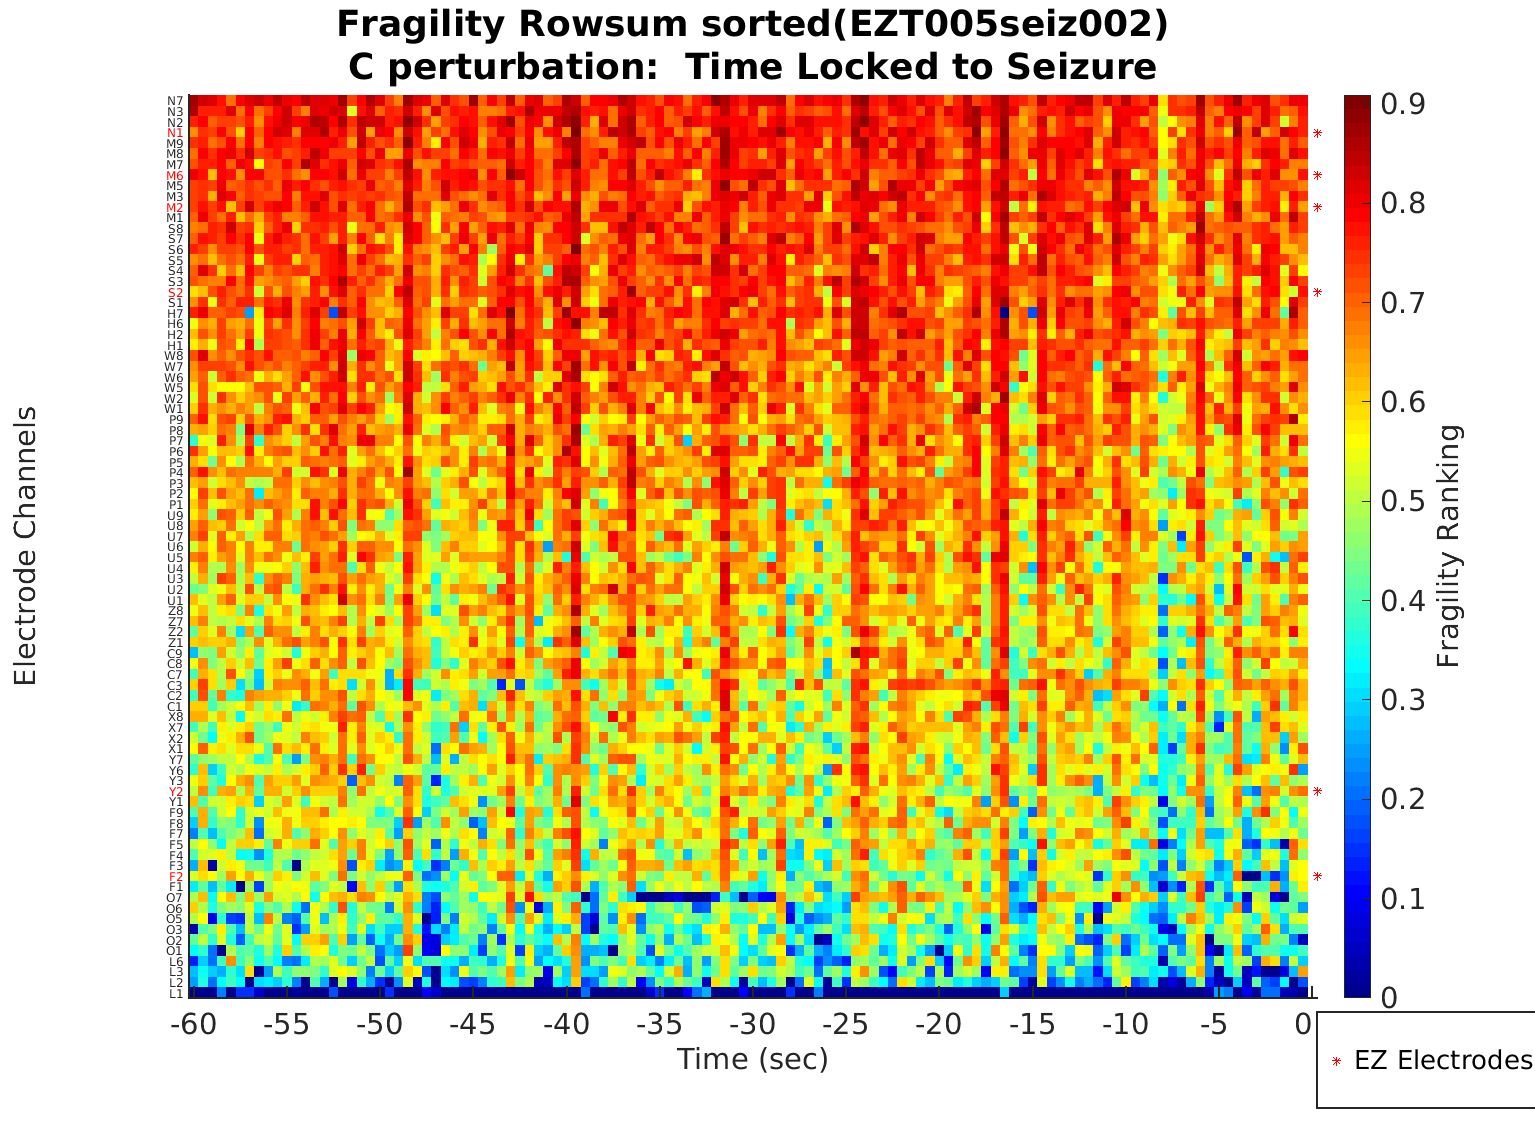 Fragility Rowsum sorted(EZT005seiz002)
C perturbation:  Time Locked to Seizure
Electrode Channels
N7
N3
N2
N1
M9
M8
M7
M6
M5
M3
M2
M1
S8
S7
S6
S5
S4
S3
S2
S1
H7
H6
H2
H1
W8
W7
W6
W5
W2
W1
P9
P8
P7
P6
P5
P4
P3
P2
P1
U9
U8
U7
U6
U5
U4
U3
U2
U1
Z8
Z7
Z2
Z1
C9
C8
C7
C3
C2
C1
X8
X7
X2
X1
Y7
Y6
Y3
Y2
Y1
F9
F8
F7
F5
F4
F3
F2
F1
O7
O6
O5
O3
O2
O1
L6
L3
L2
L1
-60 -55 -50 -45 -40 -35 -30 -25 -20 -15 -10 -5 0
Time (sec)
0.9
0.8
0.7
0.6
0.5
0.4
0.3
0.2
0.1
0
Fragility Ranking
EZ Electrodes